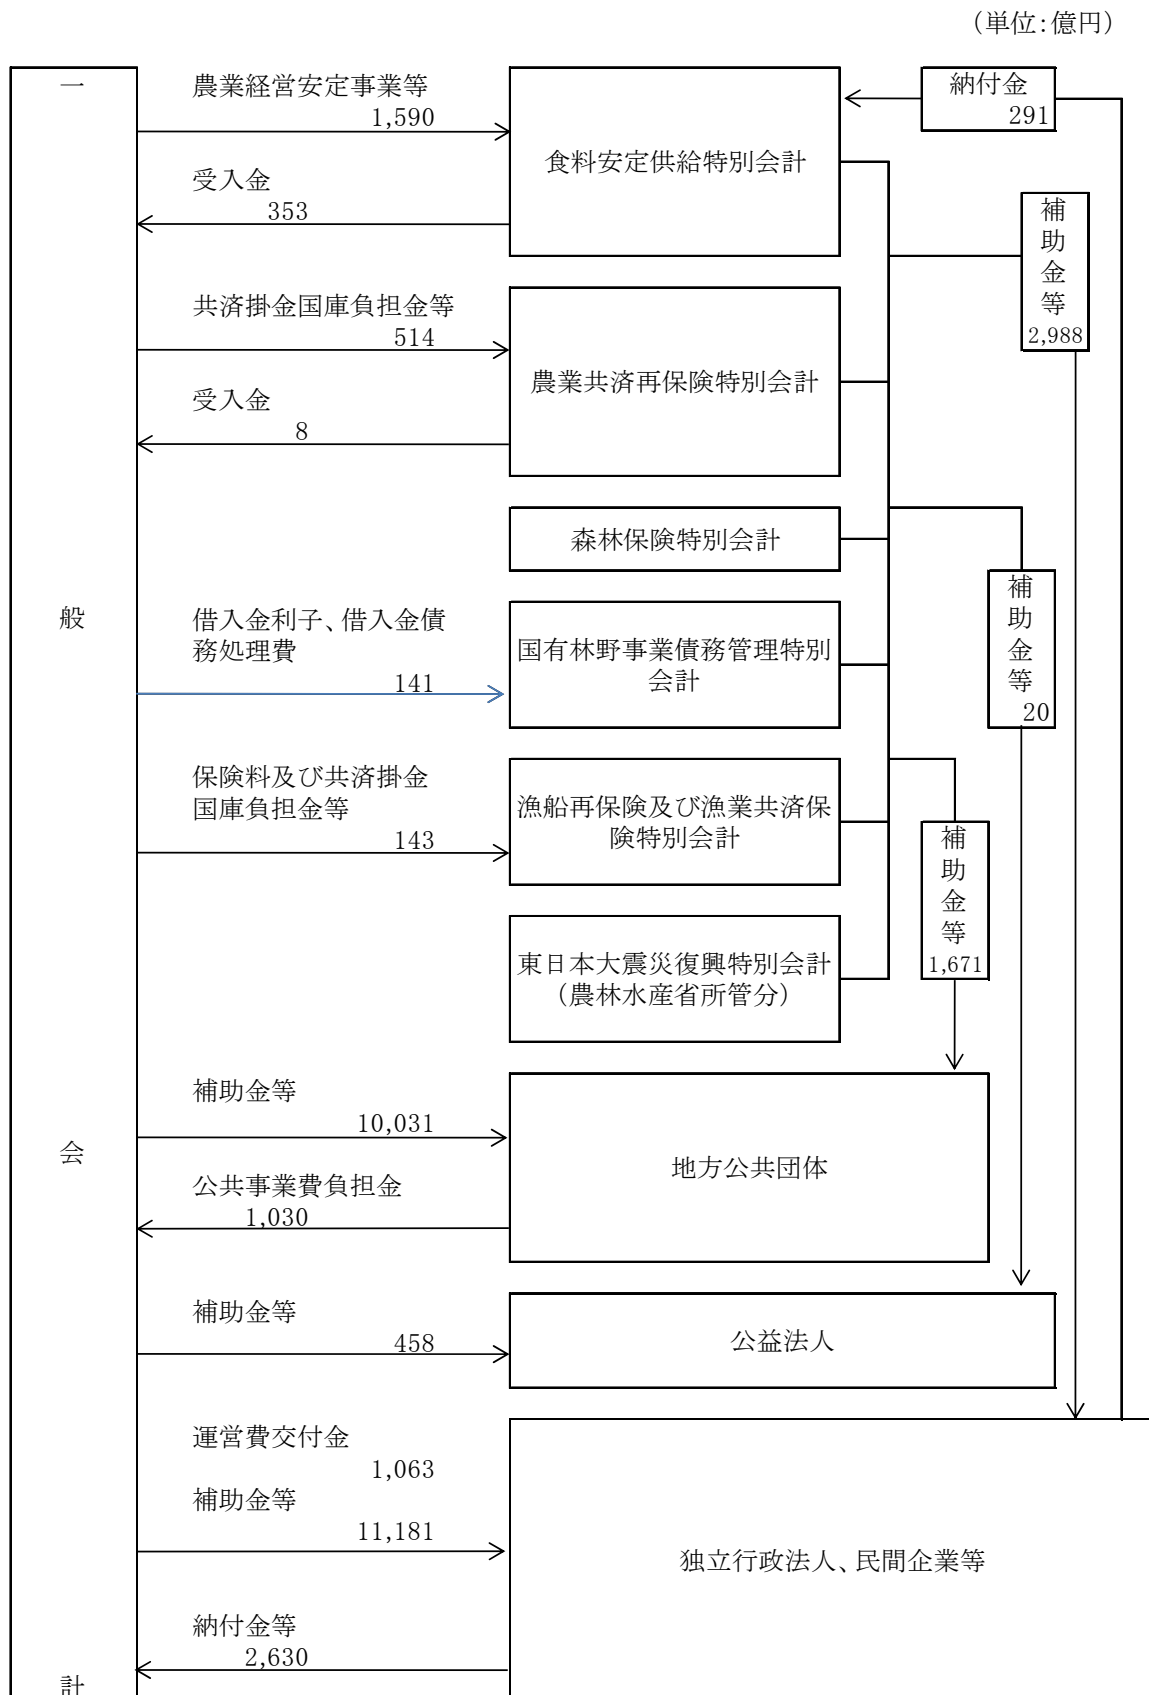 （単位：億円）
一
般
会
計
農業経営安定事業等
1,590
受入金
353
食料安定供給特別会計
納付金
291
補助金等
2,988
共済掛金国庫負担金等
514
受入金
8
農業共済再保険特別会計
森林保険特別会計
補助金等
20
借入金利子、借入金債
務処理費
141
国有林野事業債務管理特別
会計
保険料及び共済掛金
国庫負担金等
143
漁船再保険及び漁業共済保
険特別会計
補助金等
1,671
東日本大震災復興特別会計
（農林水産省所管分）
補助金等
10,031
公共事業費負担金
1,030
地方公共団体
補助金等
458
公益法人
運営費交付金
1,063
補助金等
11,181
独立行政法人、民間企業等
納付金等
2,630